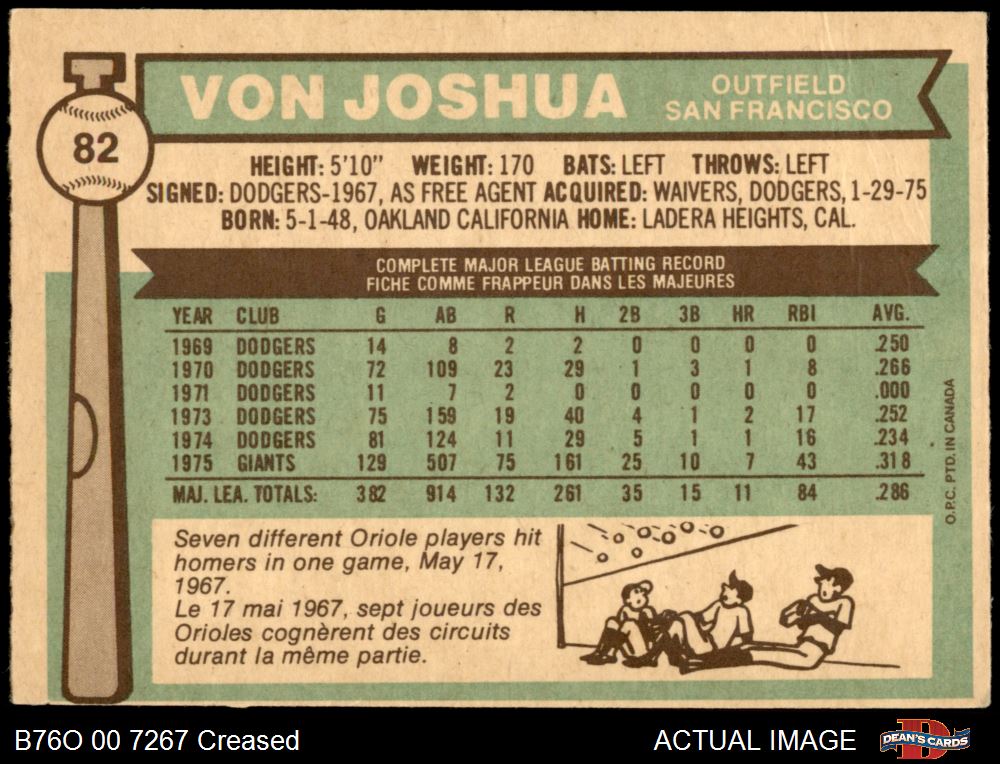 VON JOSHUA
OUTFIELD
SAN FRANCISCO
82
HEIGHT: 5'10" WEIGHT: 170 BATS: LEFT THROWS: LEFT
SIGNED: DODGERS-1967, AS FREE AGENT ACQUIRED: WAIVERS, DODGERS, 1-29-75
BORN: 5-1-48, OAKLAND CALIFORNIA HOME: LADERA HEIGHTS, CAL.
COMPLETE MAJOR LEAGUE BATTING RECORD
FICHE COMME FRAPPEUR DANS LES MAJEURES
YEAR CLUB G AB R H 2B 3B HR RBI AVG.
1969 DODGERS 14 8 2 2 0 0 0 0 .250
1970 DODGERS 72 109 23 29 1 3 1 8 .266
1971 DODGERS 11 7 2 0 0 0 0 0 .000
1973 DODGERS 75 159 19 40 4 1 2 17 .252
1974 DODGERS 81 124 11 29 5 1 1 16 .234
1975 GIANTS 129 507 75 161 25 10 7 43 .318
MAJ. LEA. TOTALS: 382 914 132 261 35 15 11 84 .286
O.P.C. PTD. IN CANADA
Seven different Oriole players hit
homers in one game, May 17,
1967.
Le 17 mai 1967, sept joueurs des
Orioles cognèrent des circuits
durant la même partie.
B76O 00 7267 Creased
ACTUAL IMAGE
D
DEAN'S CARDS